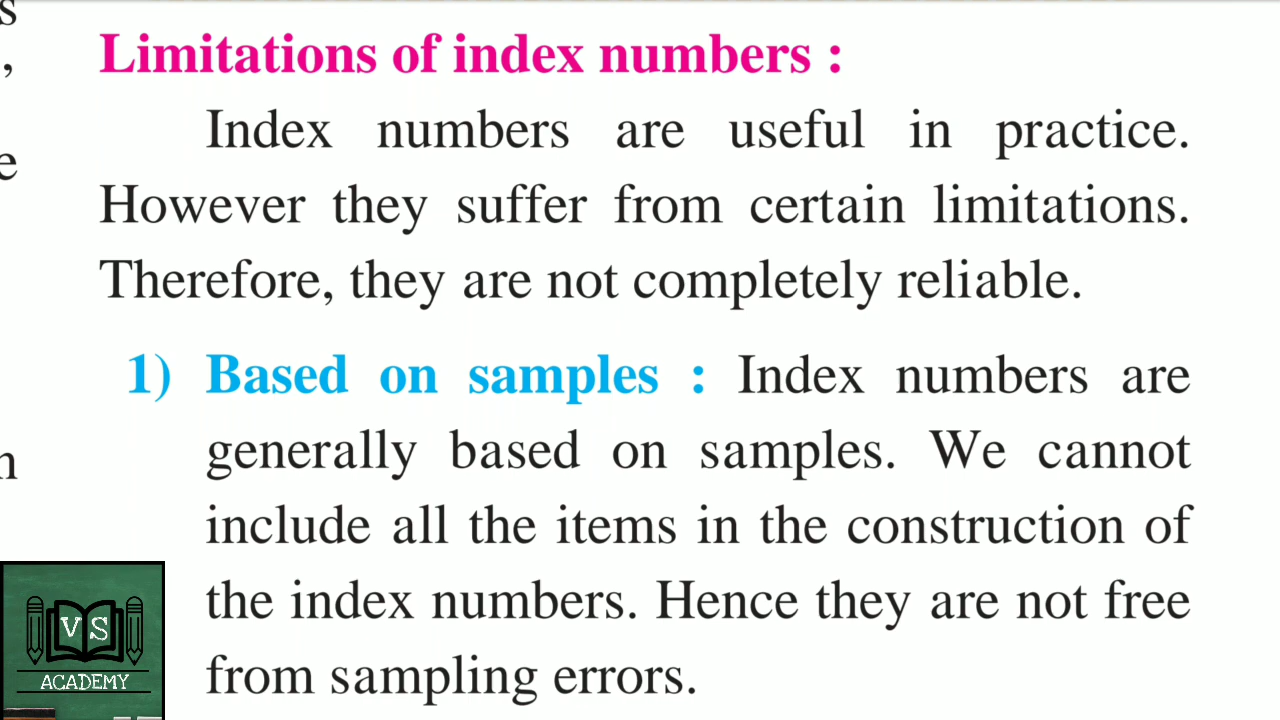 s
,
e
n
Limitations of index numbers :
Index numbers are useful in practice.
However they suffer from certain limitations.
Therefore, they are not completely reliable.
1) Based on samples : Index numbers are
generally based on samples. We cannot
include all the items in the construction of
the index numbers. Hence they are not free
from sampling errors.
VS
ACADEMY